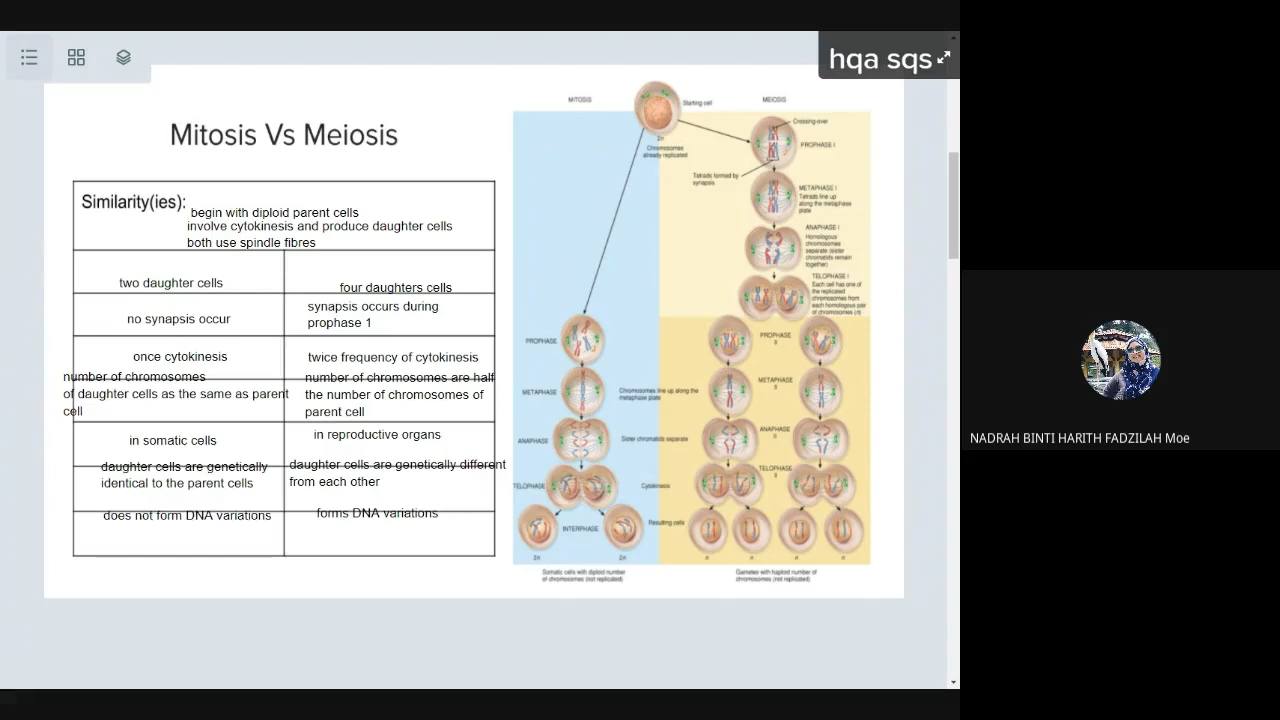 hqa sqs
Mitosis Vs Meiosis
Similarity(ies):
begin with diploid parent cells
involve cytokinesis and produce daughter cells
both use spindle fibres
two daughter cells
four daughters cells
no synapsis occur
synapsis occurs during
prophase 1
once cytokinesis
twice frequency of cytokinesis
number of chromosomes
of daughter cells as the same as parent
cell
number of chromosomes are half
the number of chromosomes of
parent cell
in somatic cells
in reproductive organs
daughter cells are genetically
identical to the parent cells
daughter cells are genetically different
from each other
does not form DNA variations
forms DNA variations
MITOSIS
Starting cell
MEIOSIS
2n
Chromosomes
already replicated
Crossing-over
PROPHASE I
Tetrads formed by
synapsis
METAPHASE I
Tetrads line up
along the metaphase
plate
ANAPHASE I
Homologous
chromosomes
separate (sister
chromatids remain
together)
TELOPHASE I
Each cell has one of
the replicated
chromosomes from
each homologous pair
of chromosomes (n)
PROPHASE
PROPHASE
II
METAPHASE
Chromosomes line up along the
metaphase plate
METAPHASE
II
ANAPHASE
Sister chromatids separate
ANAPHASE
II
TELOPHASE
Cytokinesis
TELOPHASE
II
INTERPHASE
Resulting cells
2n
2n
n
n
n
n
Somatic cells with diploid number
of chromosomes (not replicated)
Gametes with haploid number of
chromosomes (not replicated)
NADRAH BINTI HARITH FADZILAH Moe